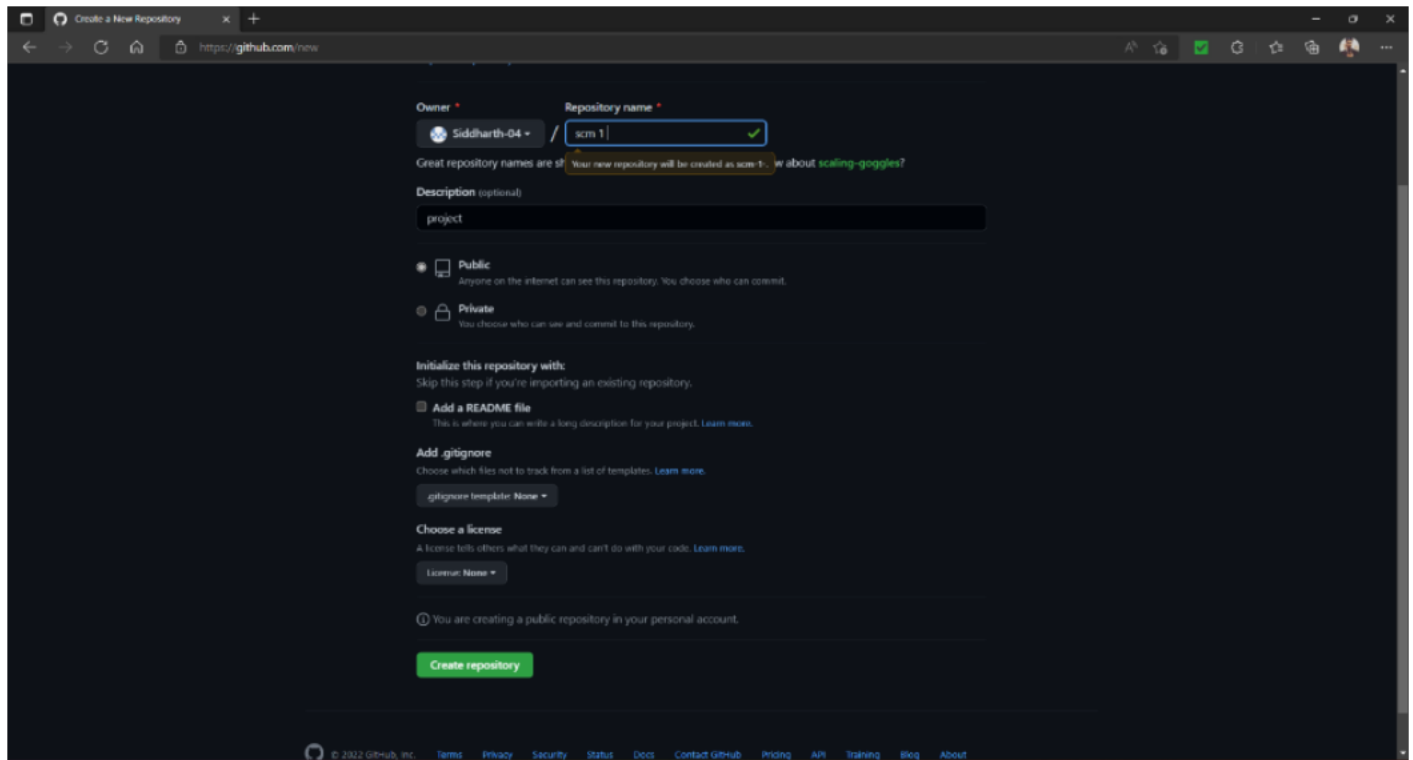 Create a New Repository
https://github.com/new
Owner *
Repository name *
Siddharth-04
/
scm 1
Great repository names are sh
Your new repository will be created as scm-1-.
w about scaling-goggles?
Description (optional)
project
Public
Anyone on the internet can see this repository. You choose who can commit.
Private
You choose who can see and commit to this repository.
Initialize this repository with:
Skip this step if you're importing an existing repository.
Add a README file
This is where you can write a long description for your project. Learn more.
Add .gitignore
Choose which files not to track from a list of templates. Learn more.
.gitignore template: None
Choose a license
A license tells others what they can and can't do with your code. Learn more.
License: None
You are creating a public repository in your personal account.
Create repository
© 2022 GitHub, Inc. Terms Privacy Security Status Docs Contact GitHub Pricing API Training Blog About